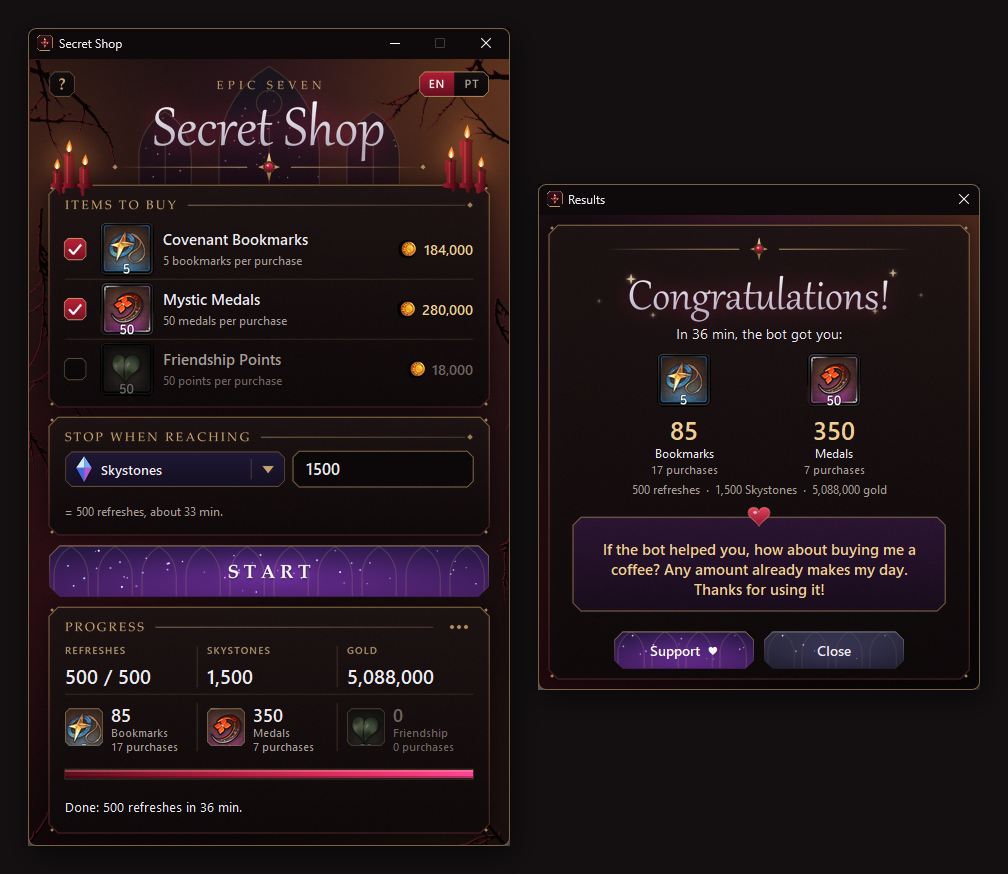 Secret Shop
?
EPIC SEVEN
EN PT
Secret Shop
ITEMS TO BUY
5
Covenant Bookmarks
184,000
5 bookmarks per purchase
50
Mystic Medals
280,000
50 medals per purchase
50
Friendship Points
18,000
50 points per purchase
STOP WHEN REACHING
Skystones
1500
= 500 refreshes, about 33 min.
START
PROGRESS
REFRESHES SKYSTONES GOLD
500 / 500 1,500 5,088,000
85 350 0
Bookmarks Medals Friendship
17 purchases 7 purchases 0 purchases
Done: 500 refreshes in 36 min.
Results
Congratulations!
In 36 min, the bot got you:
5 50
85 350
Bookmarks Medals
17 purchases 7 purchases
500 refreshes · 1,500 Skystones · 5,088,000 gold
If the bot helped you, how about buying me a
coffee? Any amount already makes my day.
Thanks for using it!
Support ♥ Close